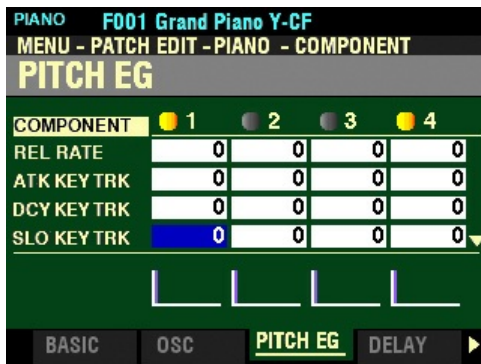 PIANO F001 Grand Piano Y-CF
MENU - PATCH EDIT - PIANO - COMPONENT
PITCH EG
COMPONENT 1 2 3 4
REL RATE 0 0 0 0
ATK KEY TRK 0 0 0 0
DCY KEY TRK 0 0 0 0
SLO KEY TRK 0 0 0 0
BASIC OSC PITCH EG DELAY